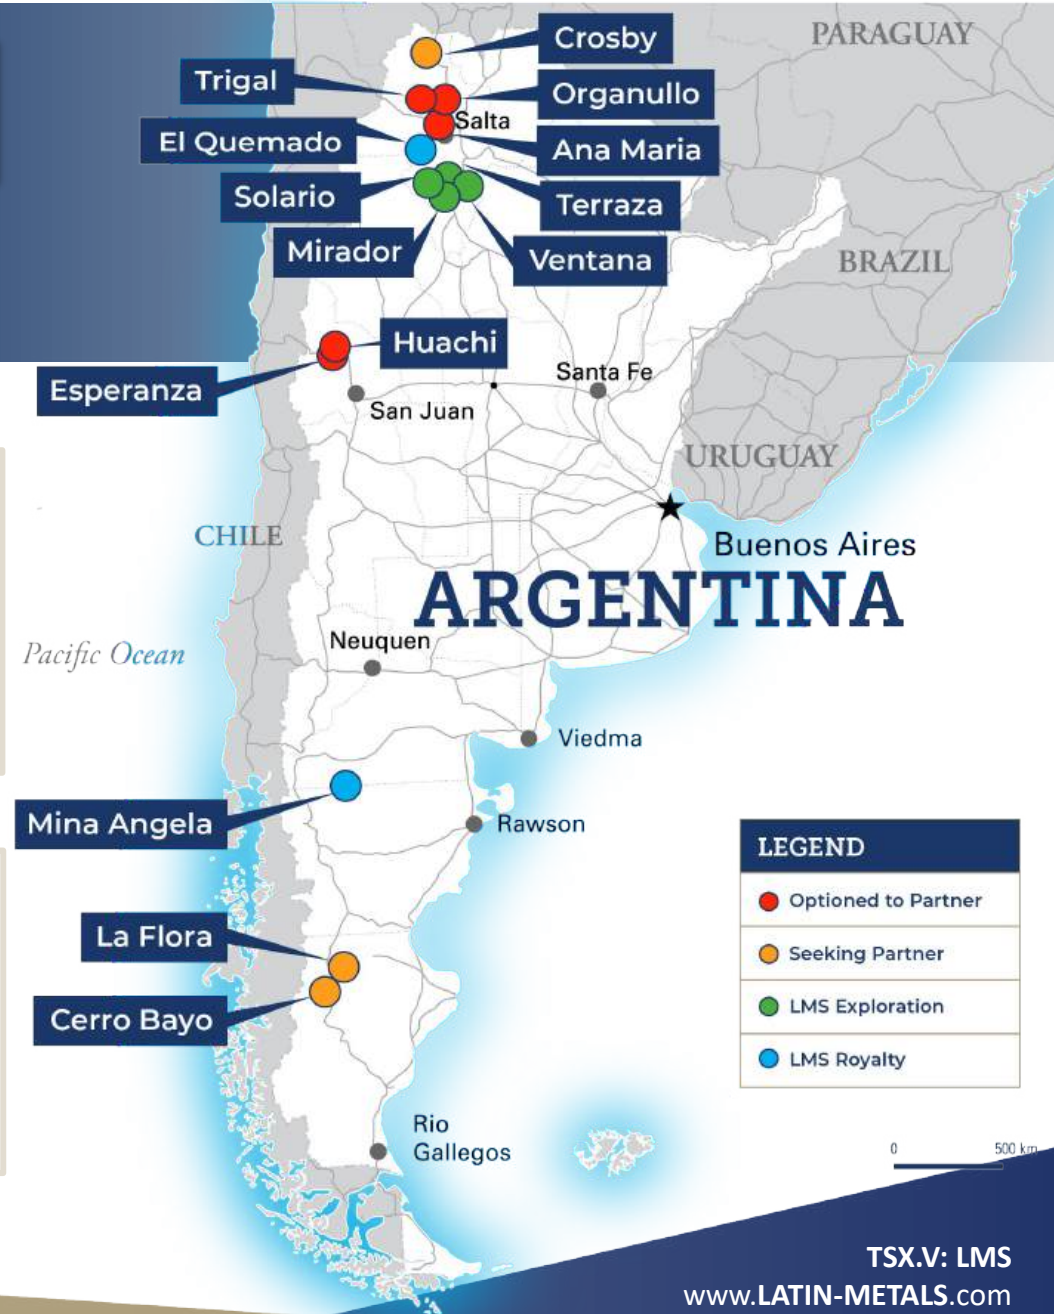 PARAGUAY
Crosby
Trigal
Organullo
Salta
El Quemado
Ana Maria
Solario
Terraza
Mirador
Ventana
BRAZIL
Huachi
Esperanza
Santa Fe
San Juan
URUGUAY
CHILE
Buenos Aires
ARGENTINA
Neuquen
Pacific Ocean
Viedma
Mina Angela
Rawson
LEGEND
Optioned to Partner
Seeking Partner
LMS Exploration
LMS Royalty
La Flora
Cerro Bayo
Rio
Gallegos
0 500 km
TSX.V: LMS
www.LATIN-METALS.com